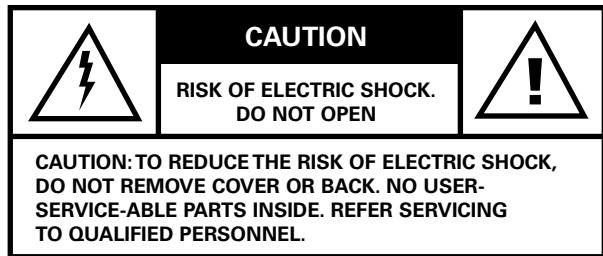 CAUTION
RISK OF ELECTRIC SHOCK.
DO NOT OPEN
!
CAUTION: TO REDUCE THE RISK OF ELECTRIC SHOCK,
DO NOT REMOVE COVER OR BACK. NO USER-
SERVICE-ABLE PARTS INSIDE. REFER SERVICING
TO QUALIFIED PERSONNEL.